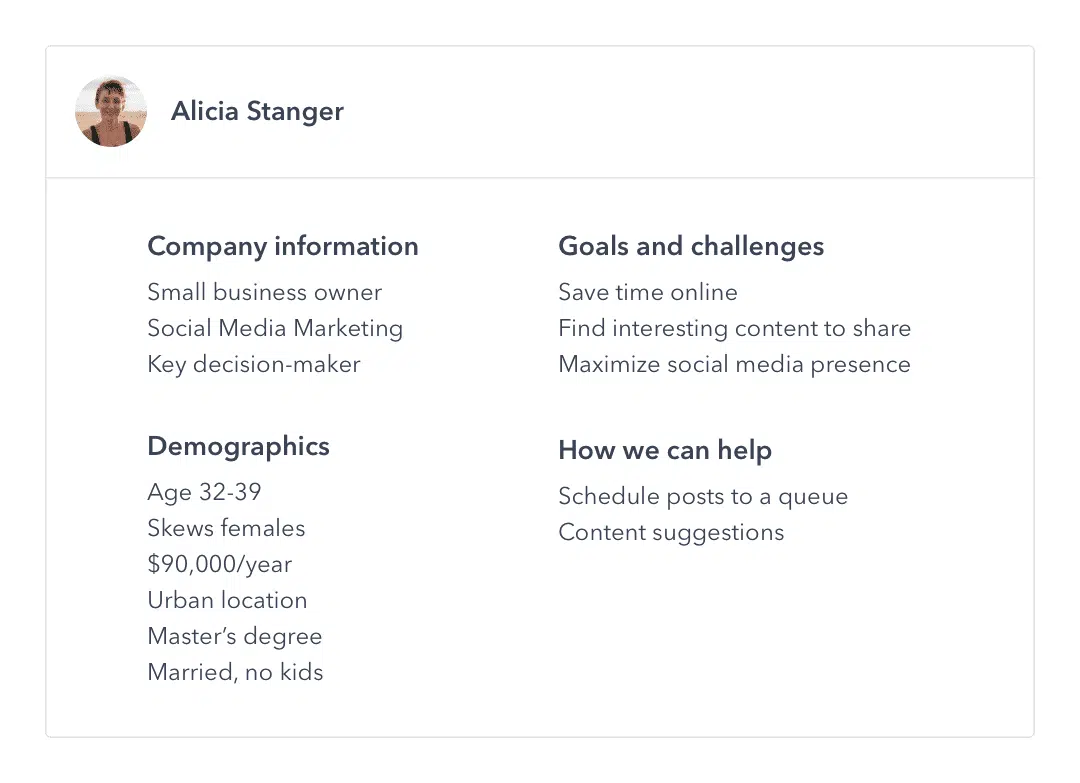 Alicia Stanger
Company information
Small business owner
Social Media Marketing
Key decision-maker
Demographics
Age 32-39
Skews females
$90,000/year
Urban location
Master’s degree
Married, no kids
Goals and challenges
Save time online
Find interesting content to share
Maximize social media presence
How we can help
Schedule posts to a queue
Content suggestions